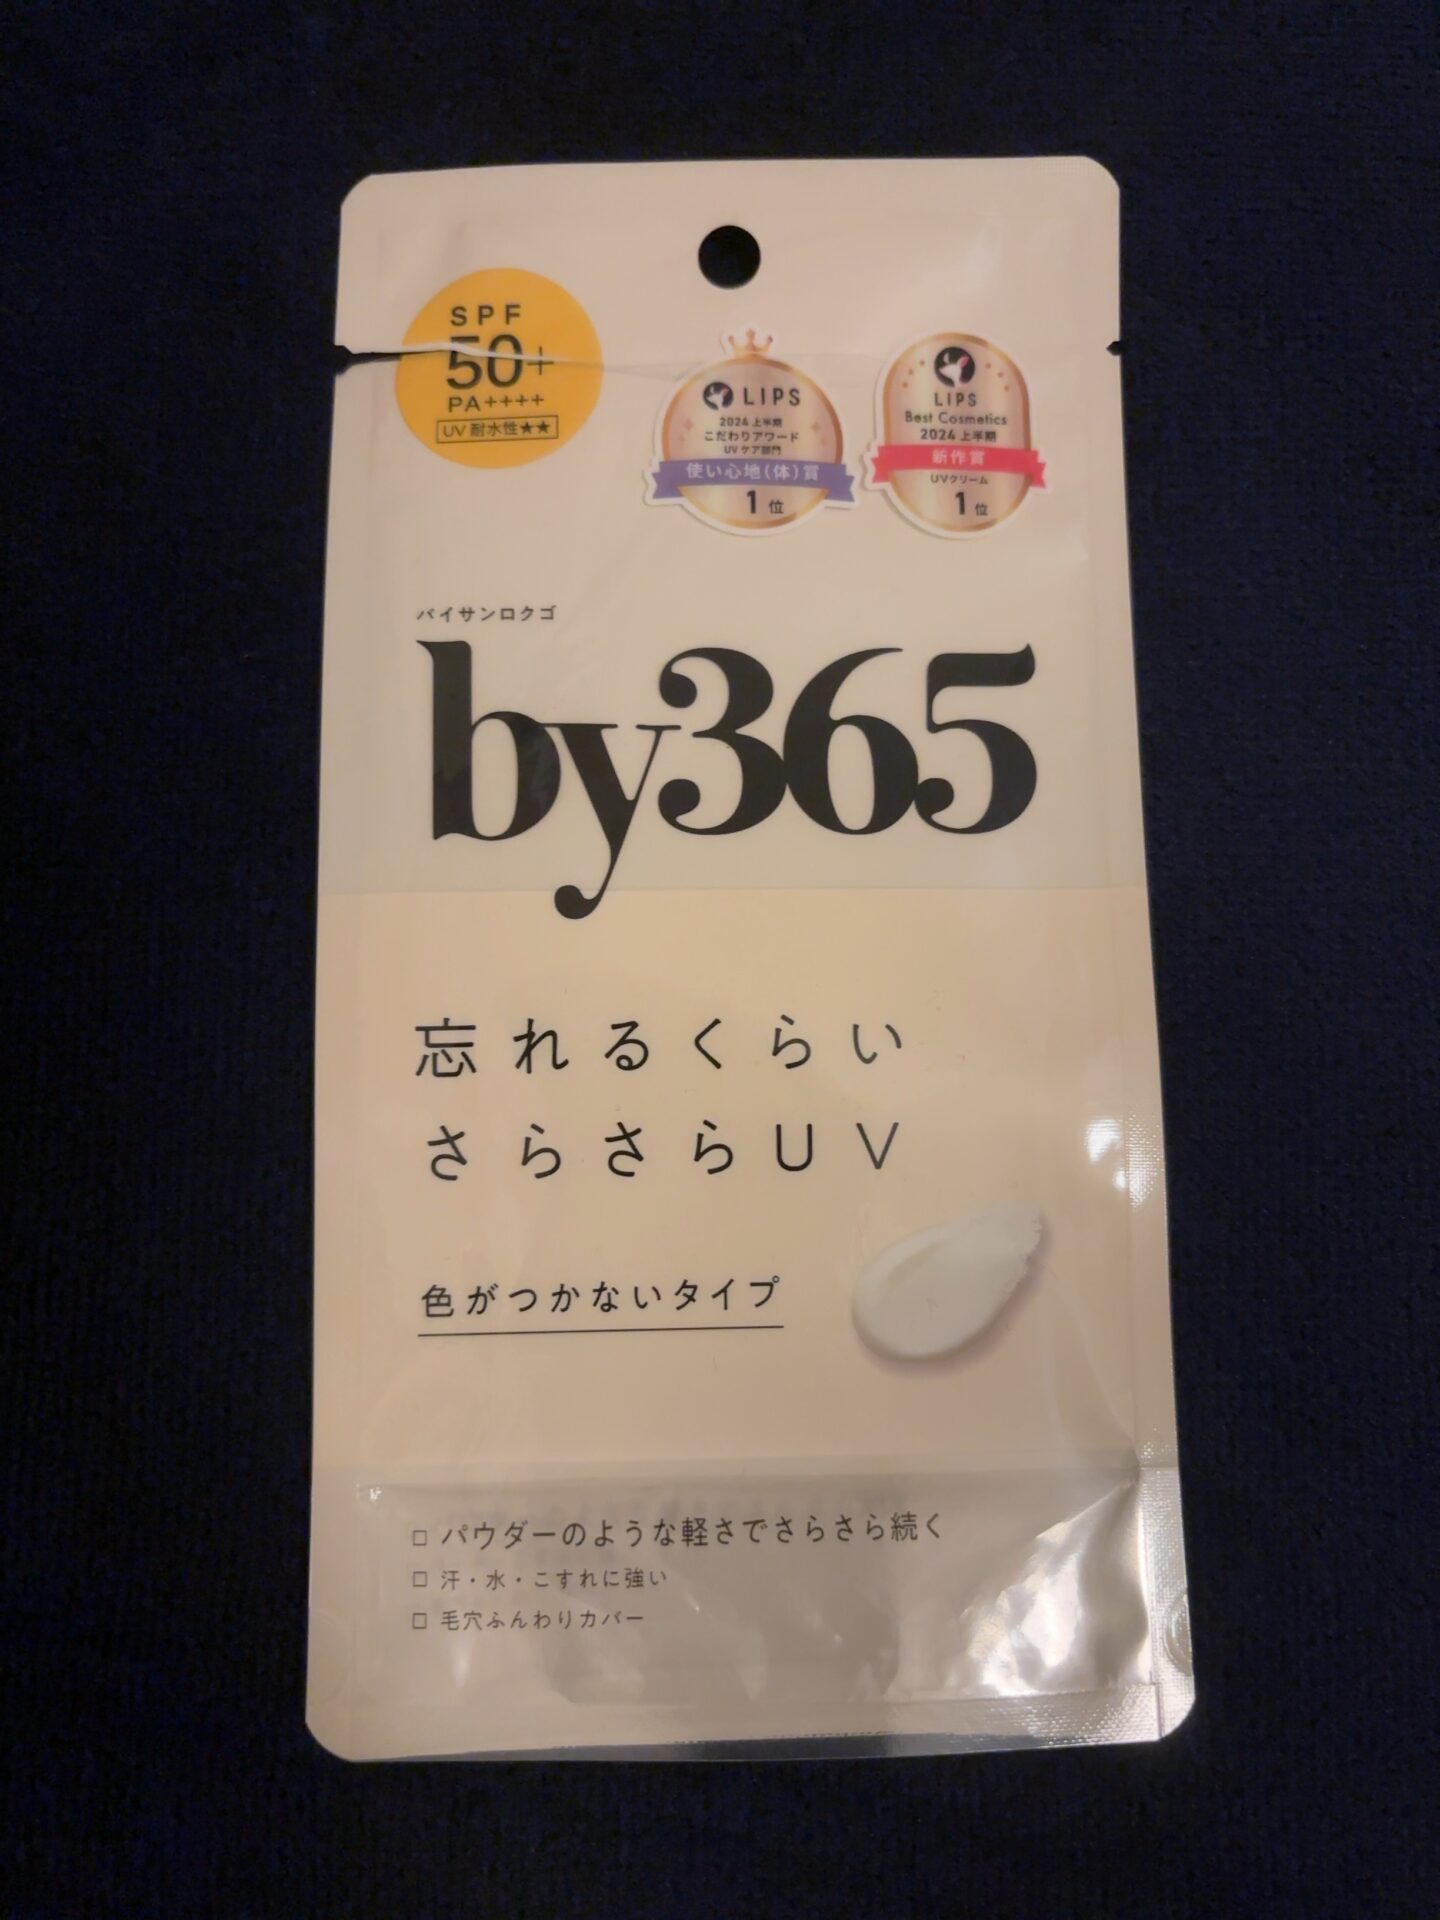 SPF
50+
PA++++
UV 耐水性★★
LIPS
2024 上半期
こだわりアワード
UVケア部門
使い心地(体)賞
1位
LIPS
Best Cosmetics
2024 上半期
新作賞
UVクリーム
1位
バイサンロクゴ
by365
忘れるくらい
さらさらUV
色がつかないタイプ
□ パウダーのような軽さでさらさら続く
□ 汗・水・こすれに強い
□ 毛穴ふんわりカバー